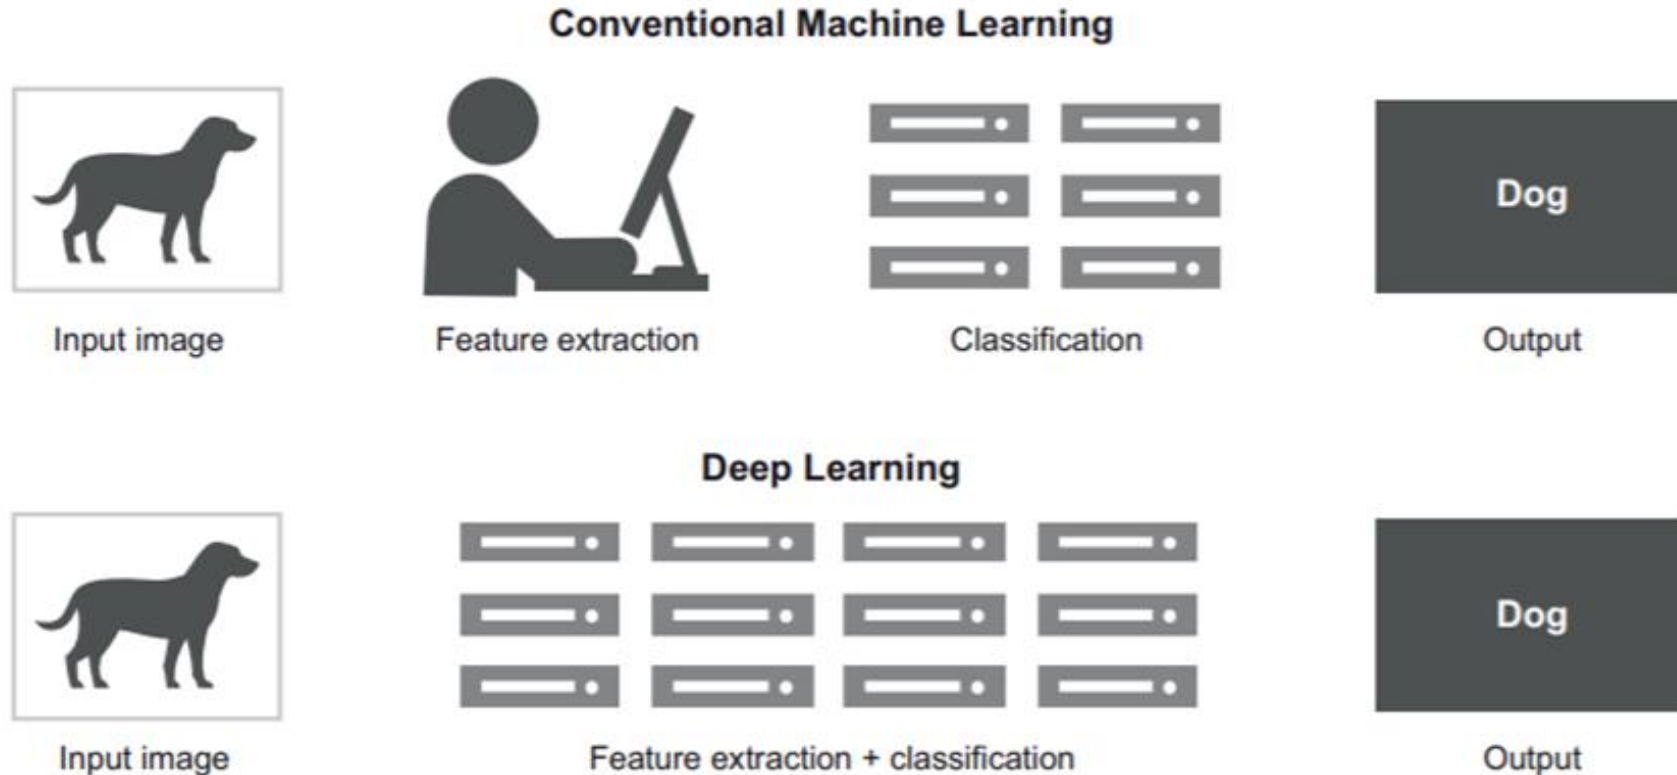 Conventional Machine Learning
Dog
Input image
Feature extraction
Classification
Output
Deep Learning
Dog
Input image
Feature extraction + classification
Output